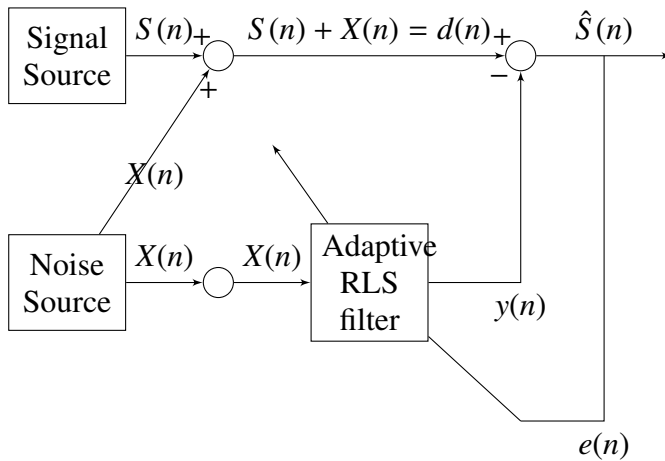 Signal
Source
S(n)
+
+
S(n) + X(n) = d(n)
+
−
Ŝ(n)
X(n)
Noise
Source
X(n)
X(n)
Adaptive
RLS
filter
y(n)
e(n)